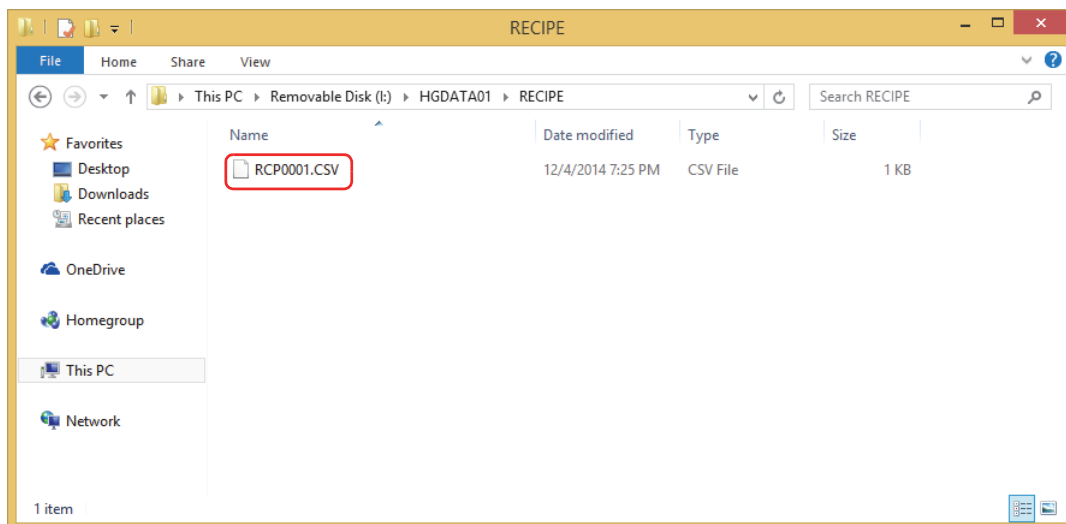 RECIPE
File Home Share View
This PC Removable Disk (I:) HGDATA01 RECIPE Search RECIPE
Name Date modified Type Size
RCP0001.CSV 12/4/2014 7:25 PM CSV File 1 KB
Favorites
Desktop
Downloads
Recent places
OneDrive
Homegroup
This PC
Network
1 item